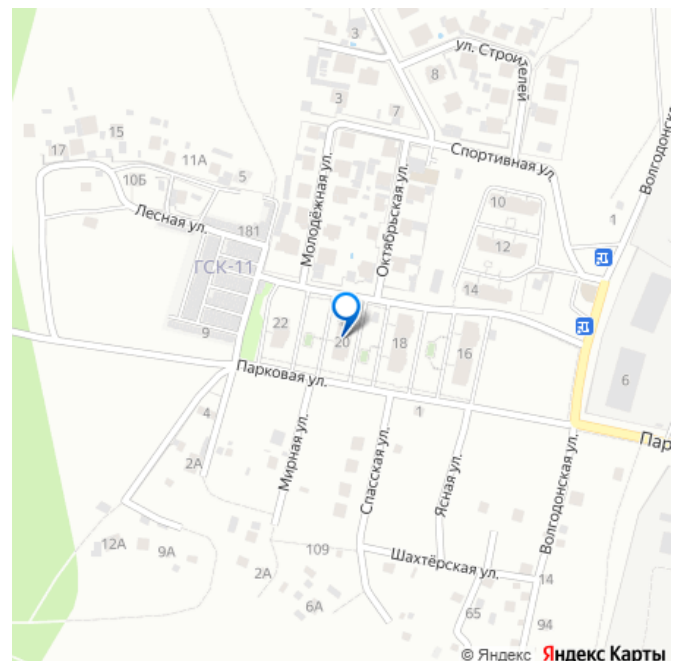 3
ул. Строителей
8
3
7
15
17
11А
10Б
5
Спортивная ул.
Волгодонска
Молодёжная ул.
Октябрьская ул.
10
1
Лесная ул.
181
12
ГСК-11
14
22
9
20
18
16
6
Парковая ул.
1
4
Пар
2А
Мирная ул.
Спасская ул.
Ясная ул.
Волгодонская ул.
12А
9А
109
Шахтёрская ул.
2А
14
6А
65
94
© Яндекс Яндекс Карты